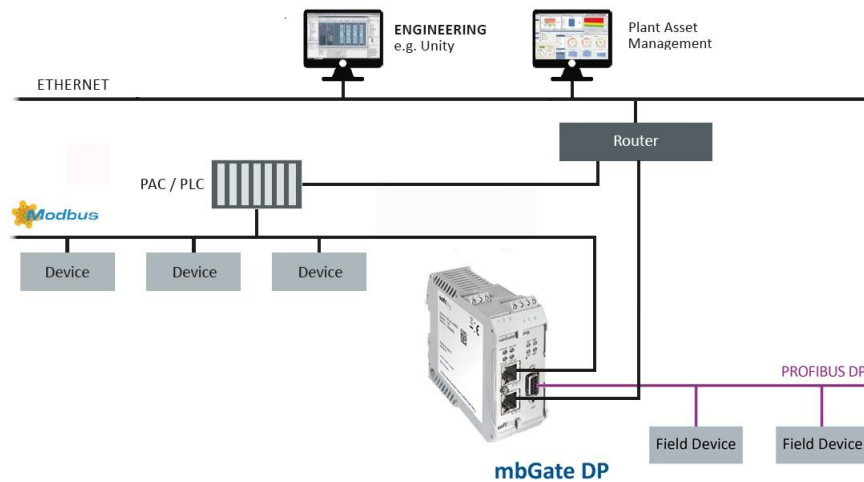 ENGINEERING
e.g. Unity
Plant Asset
Management
ETHERNET
Router
PAC / PLC
Modbus
Device
Device
Device
PROFIBUS DP
Field Device
Field Device
mbGate DP